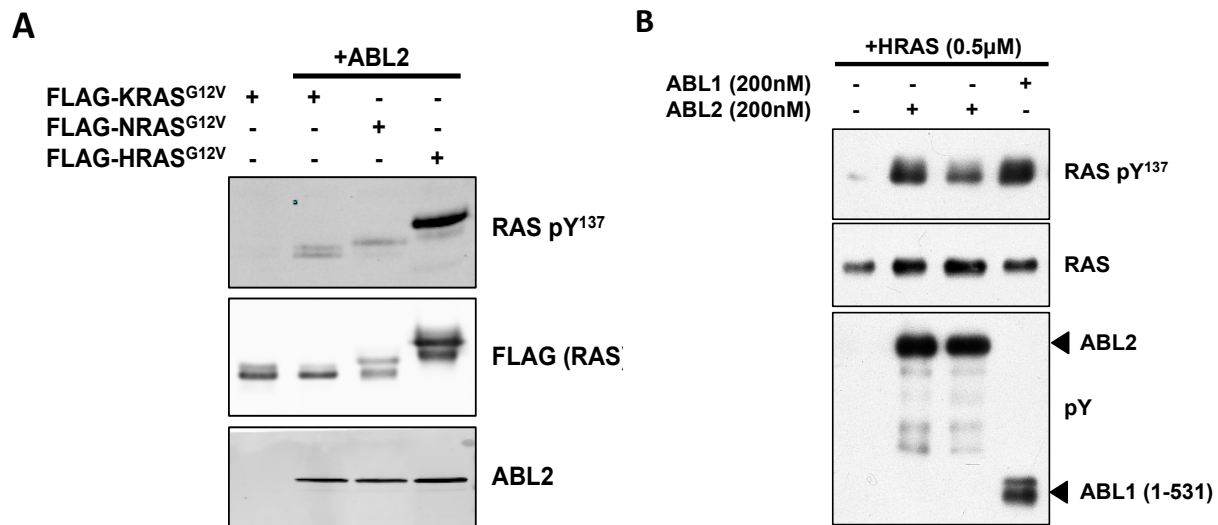 A
+ABL2
FLAG-KRASG12V + + - -
FLAG-NRASG12V - - + -
FLAG-HRASG12V - - - +
RAS pY137
FLAG (RAS)
ABL2
B
+HRAS (0.5µM)
ABL1 (200nM) - - - +
ABL2 (200nM) - + + -
RAS pY137
RAS
ABL2
pY
ABL1 (1-531)